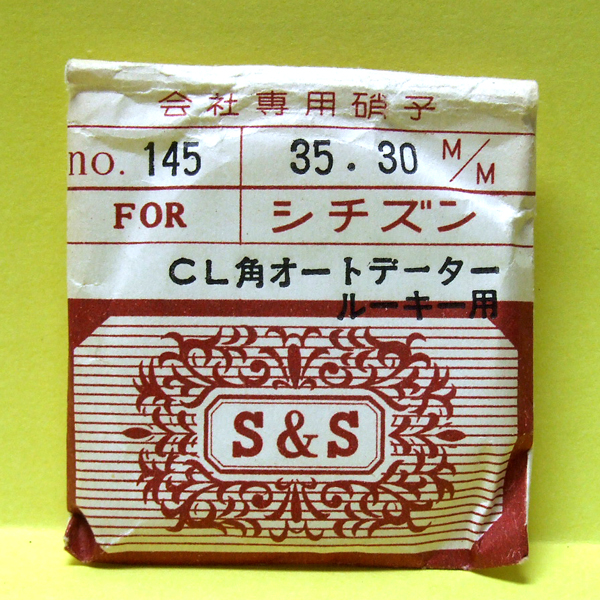 会社専用硝子
no. 145 35.30 M/M
FOR シチズン
CL角オートデーター
ルーキー用
S&S